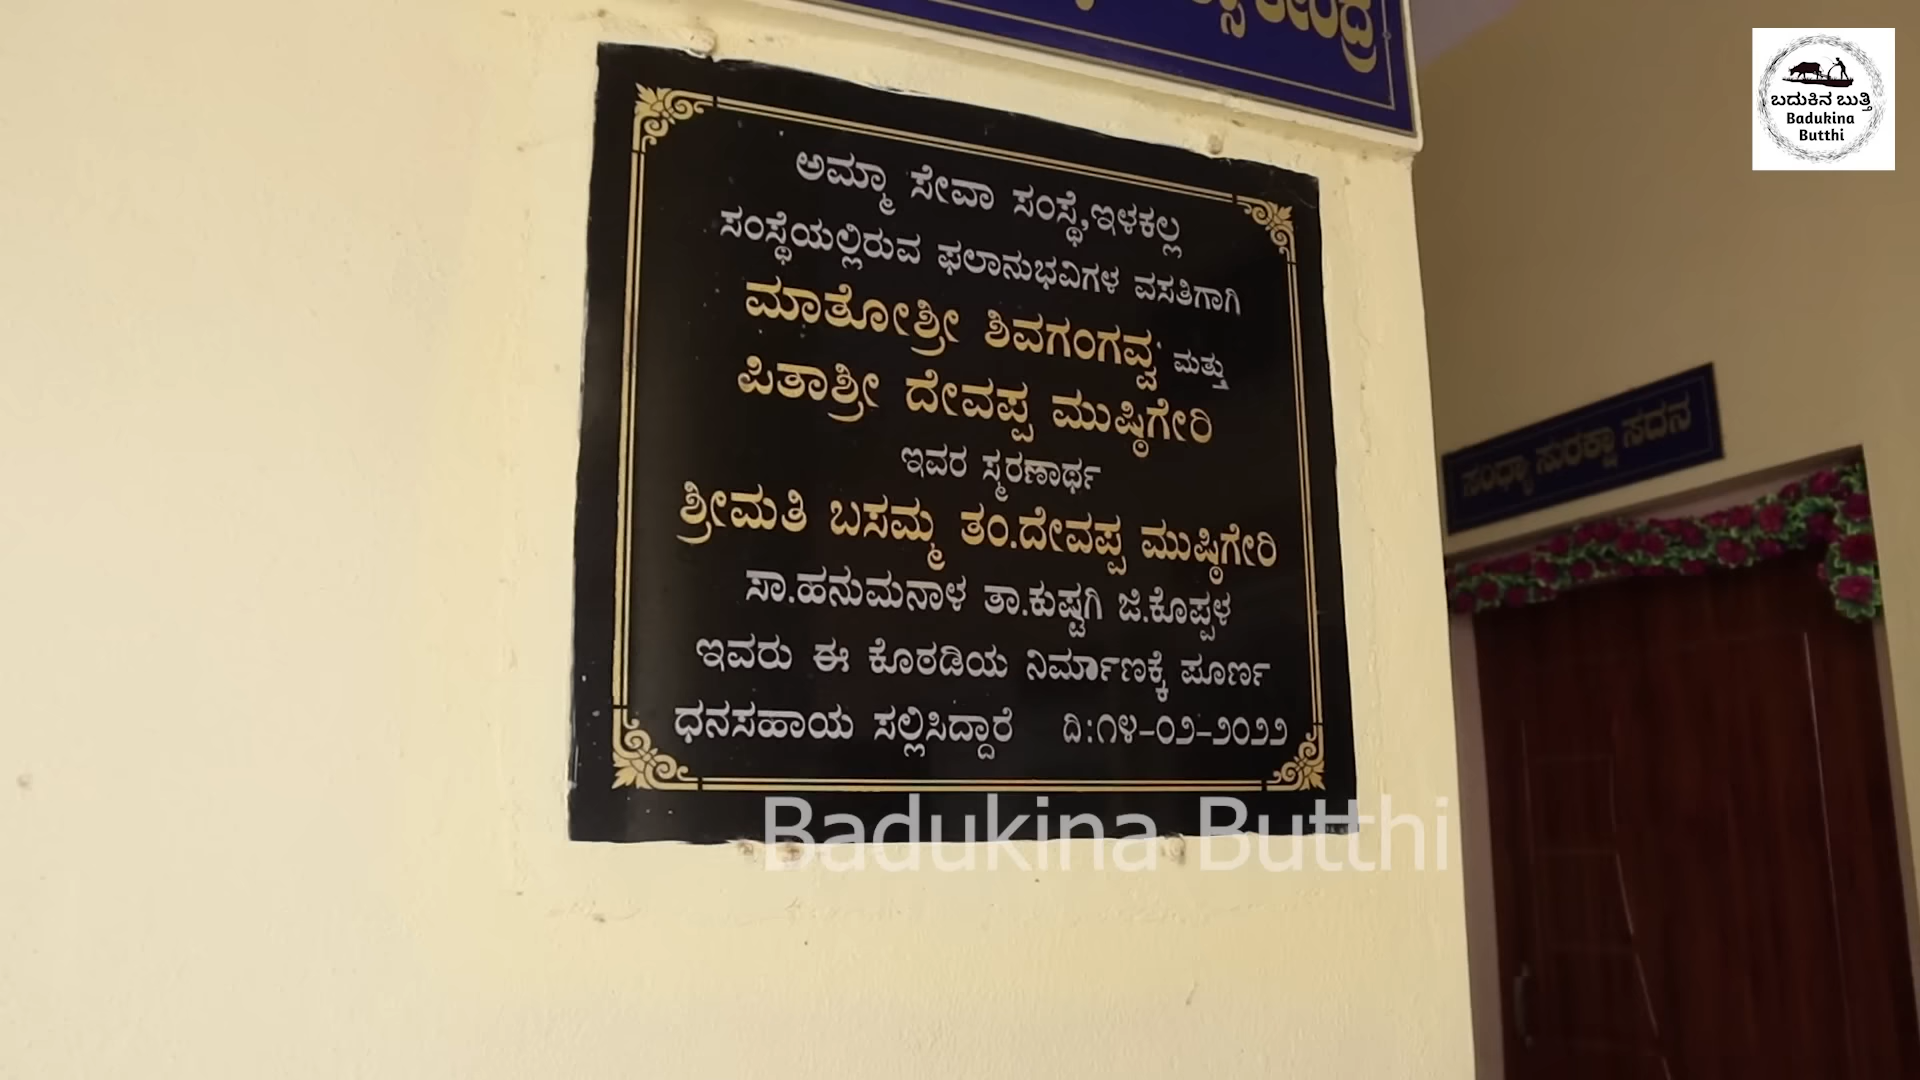 ಕೇಂದ್ರ
ಬದುಕಿನ ಬುತ್ತಿ
Badukina
Butthi
ಅಮ್ಮಾ ಸೇವಾ ಸಂಸ್ಥೆ,ಇಳಕಲ್ಲ
ಸಂಸ್ಥೆಯಲ್ಲಿರುವ ಫಲಾನುಭವಿಗಳ ವಸತಿಗಾಗಿ
ಮಾತೋಶ್ರೀ ಶಿವಗಂಗವ್ವ ಮತ್ತು
ಪಿತಾಶ್ರೀ ದೇವಪ್ಪ ಮುಷ್ಠಿಗೇರಿ
ಇವರ ಸ್ಮರಣಾರ್ಥ
ಶ್ರೀಮತಿ ಬಸಮ್ಮ ತಂ.ದೇವಪ್ಪ ಮುಷ್ಠಿಗೇರಿ
ಸಾ.ಹನುಮನಾಳ ತಾ.ಕುಷ್ಟಗಿ ಜಿ.ಕೊಪ್ಪಳ
ಇವರು ಈ ಕೊಠಡಿಯ ನಿರ್ಮಾಣಕ್ಕೆ ಪೂರ್ಣ
ಧನಸಹಾಯ ಸಲ್ಲಿಸಿದ್ದಾರೆ ದಿ:೧೪-೦೨-೨೦೨೨
ಸಂಧ್ಯಾ ಸುರಕ್ಷಾ ಸದನ
Badukina Butthi